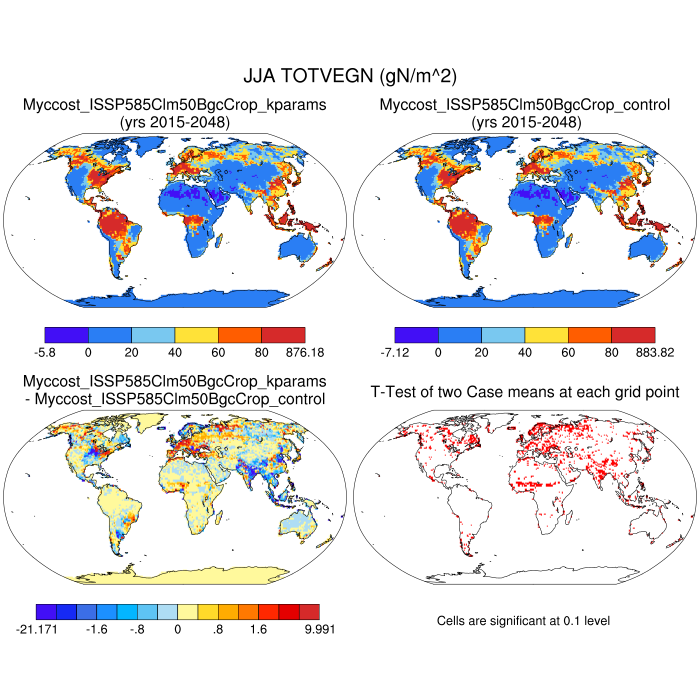 JJA TOTVEGN (gN/m^2)
Myccost_ISSP585Clm50BgcCrop_kparams
(yrs 2015-2048)
Myccost_ISSP585Clm50BgcCrop_control
(yrs 2015-2048)
-5.8 0 20 40 60 80 876.18
-7.12 0 20 40 60 80 883.82
Myccost_ISSP585Clm50BgcCrop_kparams
- Myccost_ISSP585Clm50BgcCrop_control
T-Test of two Case means at each grid point
-21.171 -1.6 -.8 0 .8 1.6 9.991
Cells are significant at 0.1 level